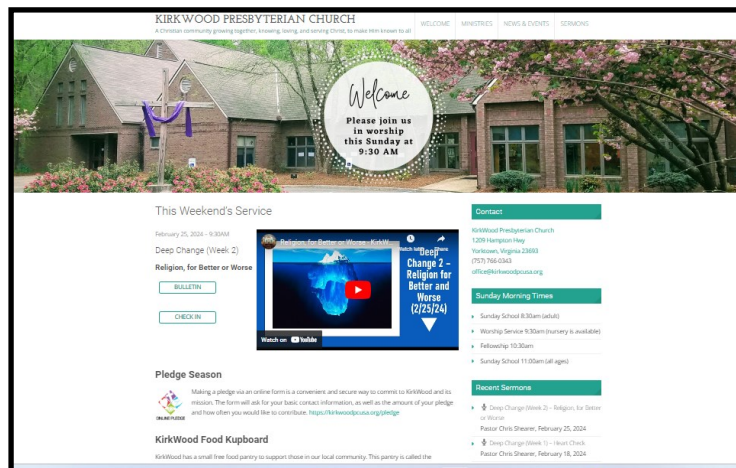 KIRKWOOD PRESBYTERIAN CHURCH
A Christian community growing together, knowing, loving, and serving Christ, to make Him known to all
WELCOME
MINISTRIES
NEWS & EVENTS
SERMONS
Welcome
Please join us
in worship
this Sunday at
9:30 AM
This Weekend's Service
February 25, 2024 – 9:30AM
Deep Change (Week 2)
Religion, for Better or Worse
BULLETIN
CHECK IN
Religion, for Better or Worse - KirkW...
Watch later
Share
Deep
Change 2 –
Religion for
Better and
Worse
(2/25/24)
Watch on YouTube
Pledge Season
Making a pledge via an online form is a convenient and secure way to commit to KirkWood and its
mission. The form will ask for your basic contact information, as well as the amount of your pledge
and how often you would like to contribute. https://kirkwoodpcusa.org/pledge
ONLINE PLEDGE
KirkWood Food Kupboard
KirkWood has a small free food pantry to support those in our local community. This pantry is called the
Contact
KirkWood Presbyterian Church
1209 Hampton Hwy
Yorktown, Virginia 23693
(757) 766-0343
office@kirkwoodpcusa.org
Sunday Morning Times
Sunday School 8:30am (adult)
Worship Service 9:30am (nursery is available)
Fellowship 10:30am
Sunday School 11:00am (all ages)
Recent Sermons
Deep Change (Week 2) – Religion, for Better
or Worse
Pastor Chris Shearer, February 25, 2024
Deep Change (Week 1) – Heart Check
Pastor Chris Shearer, February 18, 2024